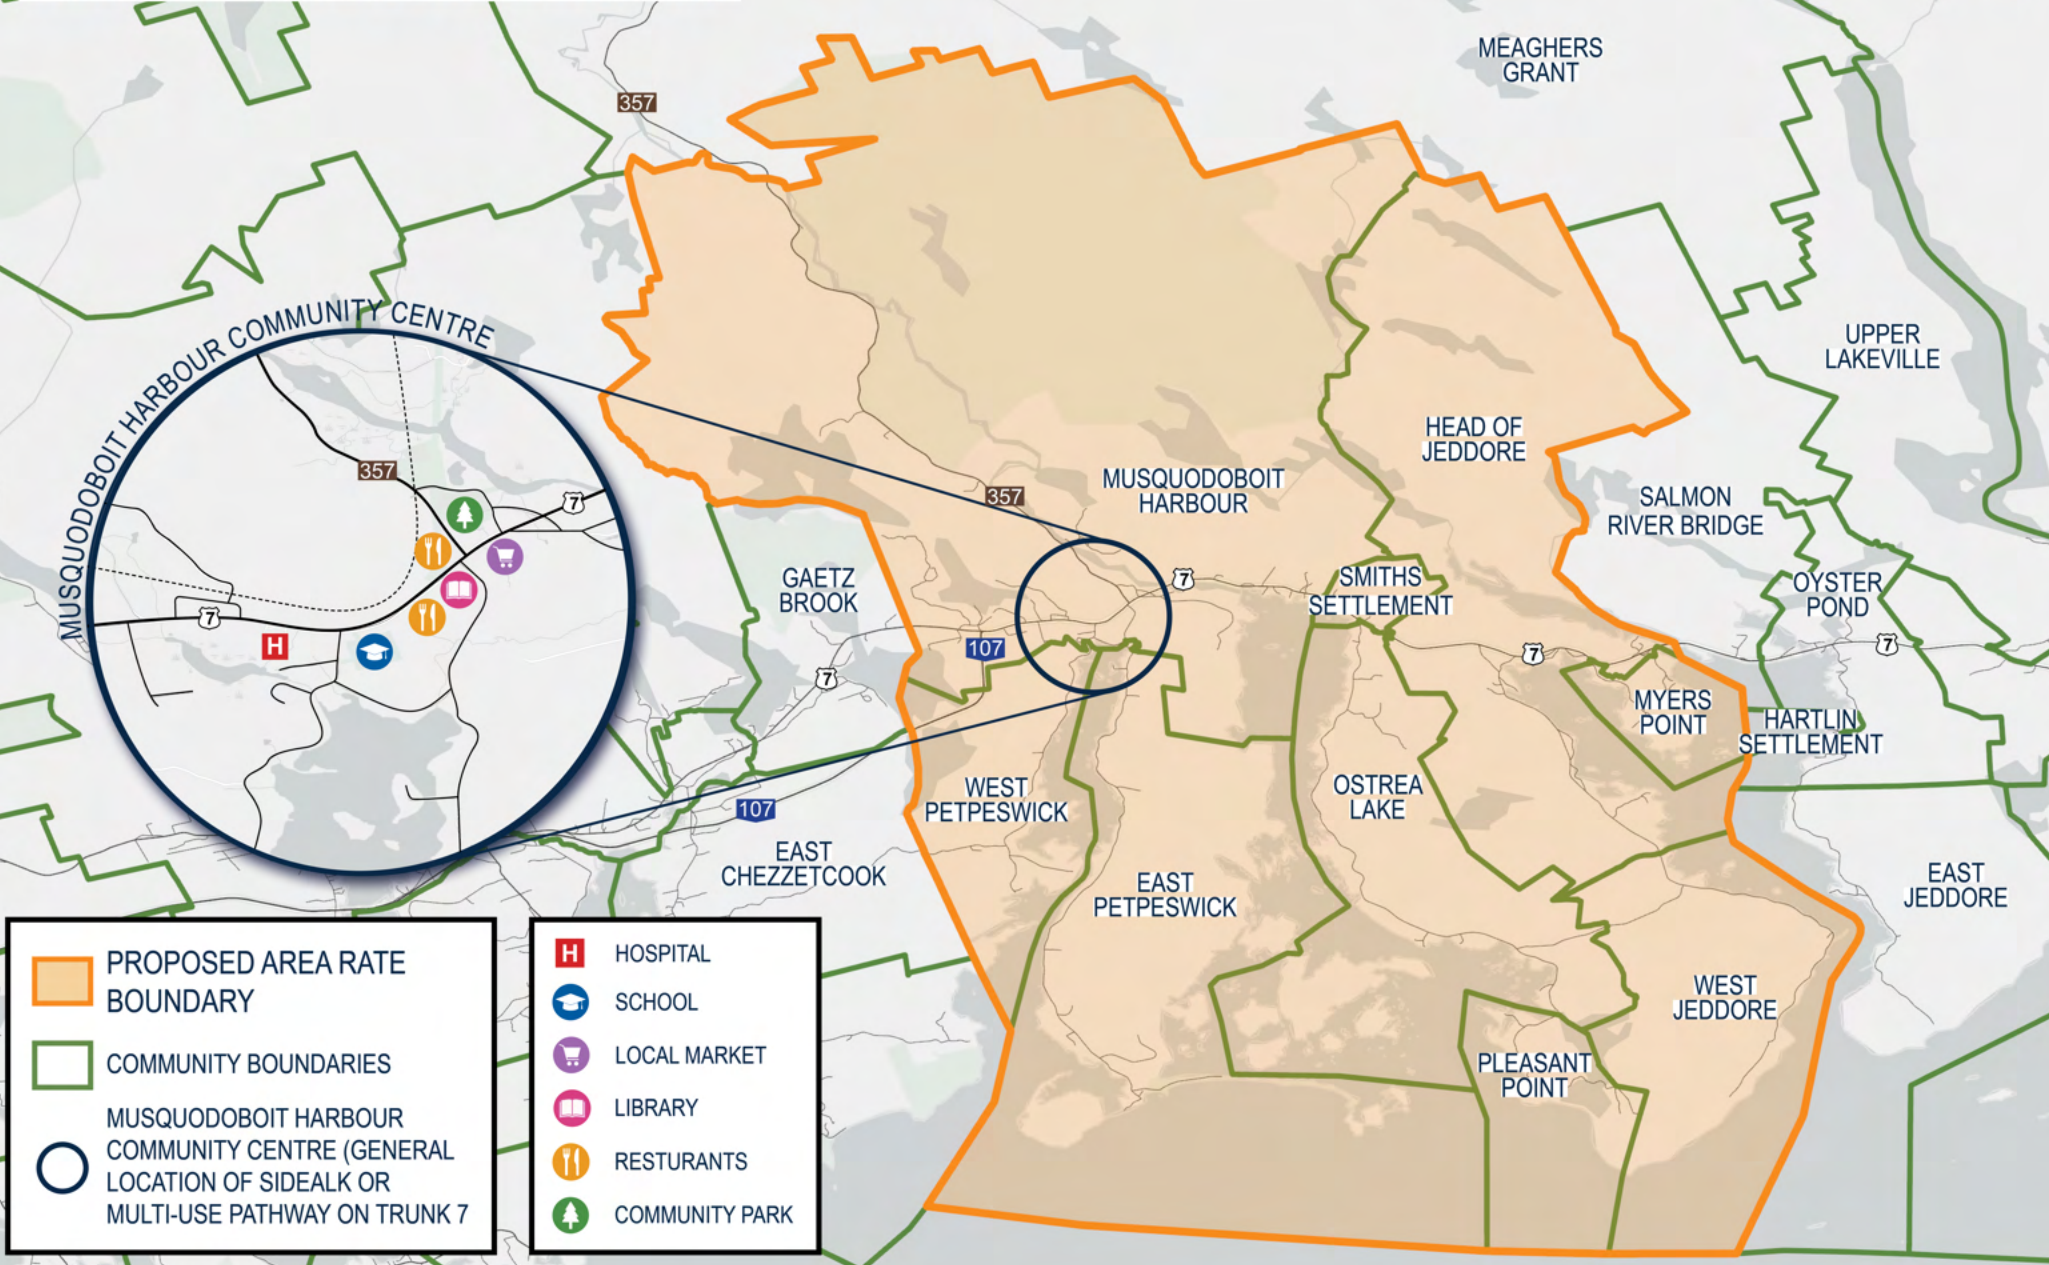 MEAGHERS
GRANT
357
UPPER
LAKEVILLE
MUSQUODOBOIT HARBOUR COMMUNITY CENTRE
HEAD OF
JEDDORE
357
MUSQUODOBOIT
HARBOUR
357
7
SALMON
RIVER BRIDGE
GAETZ
BROOK
7
SMITHS
SETTLEMENT
OYSTER
POND
7
H
107
7
7
7
MYERS
POINT
HARTLIN
SETTLEMENT
WEST
PETPESWICK
OSTREA
LAKE
107
EAST
CHEZZETCOOK
EAST
PETPESWICK
EAST
JEDDORE
WEST
JEDDORE
PLEASANT
POINT
PROPOSED AREA RATE
BOUNDARY
COMMUNITY BOUNDARIES
MUSQUODOBOIT HARBOUR
COMMUNITY CENTRE (GENERAL
LOCATION OF SIDEALK OR
MULTI-USE PATHWAY ON TRUNK 7
H HOSPITAL
SCHOOL
LOCAL MARKET
LIBRARY
RESTURANTS
COMMUNITY PARK